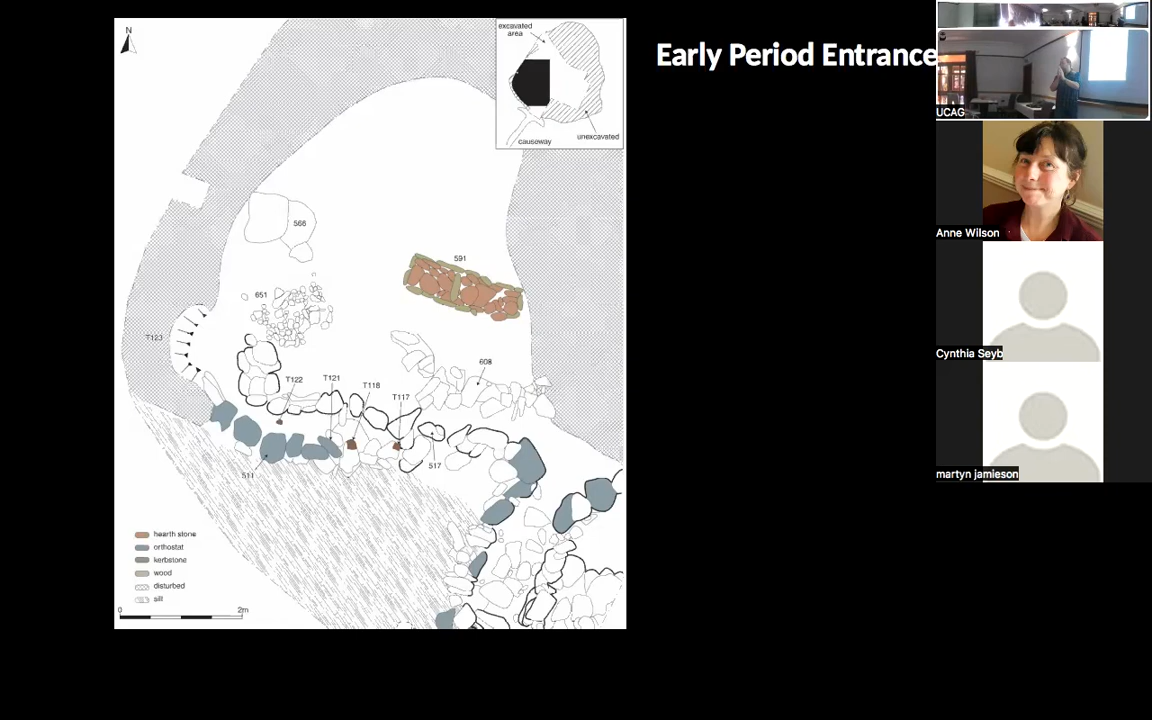 N
excavated
area
unexcavated
causeway
Early Period Entrance
UCAG
Anne Wilson
Cynthia Seyb
martyn jamieson
566
591
651
T123
608
T122
T121
T118
T117
517
511
hearth stone
orthostat
kerbstone
wood
disturbed
silt
0
2m